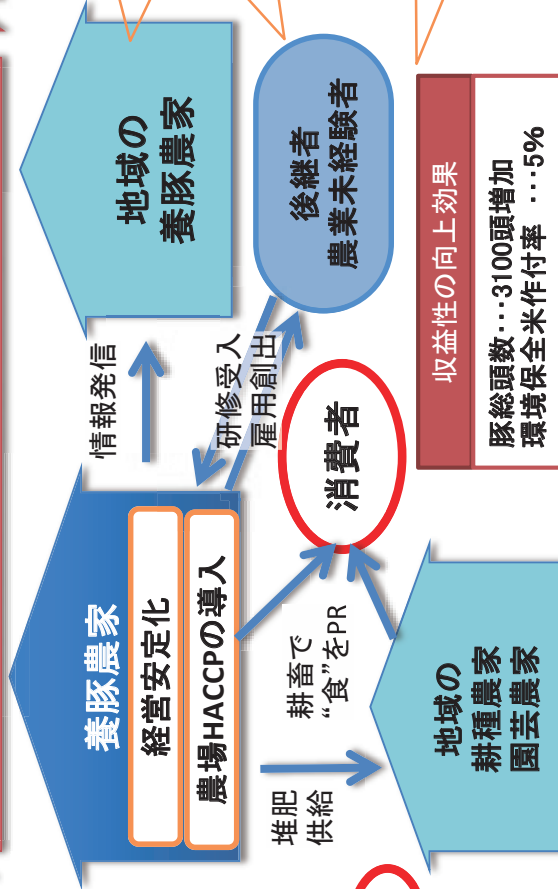 養豚農家
経営安定化
農場HACCPの導入
情報発信
地域の
養豚農家
研修受入
雇用創出
後継者
農業未経験者
堆肥
供給
耕畜で
“食”をPR
消費者
地域の
耕種農家
園芸農家
収益性の向上効果
豚総頭数・・・3100頭増加
環境保全米作付率 ・・・5%